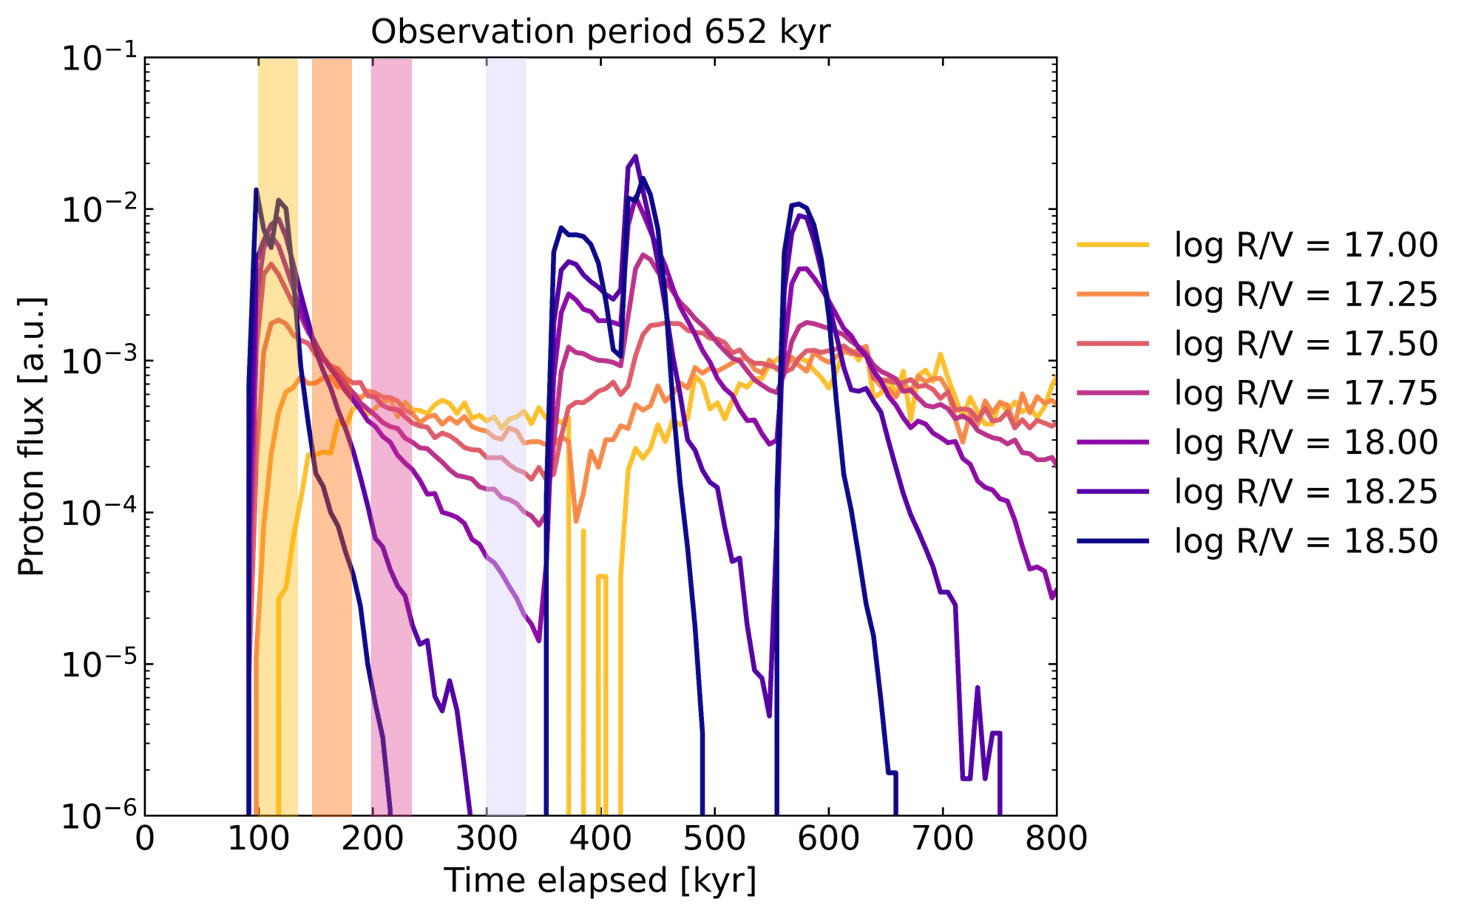 Observation period 652 kyr
Proton flux [a.u.]
10⁻¹
10⁻²
10⁻³
10⁻⁴
10⁻⁵
10⁻⁶
0 100 200 300 400 500 600 700 800
Time elapsed [kyr]
log R/V = 17.00
log R/V = 17.25
log R/V = 17.50
log R/V = 17.75
log R/V = 18.00
log R/V = 18.25
log R/V = 18.50